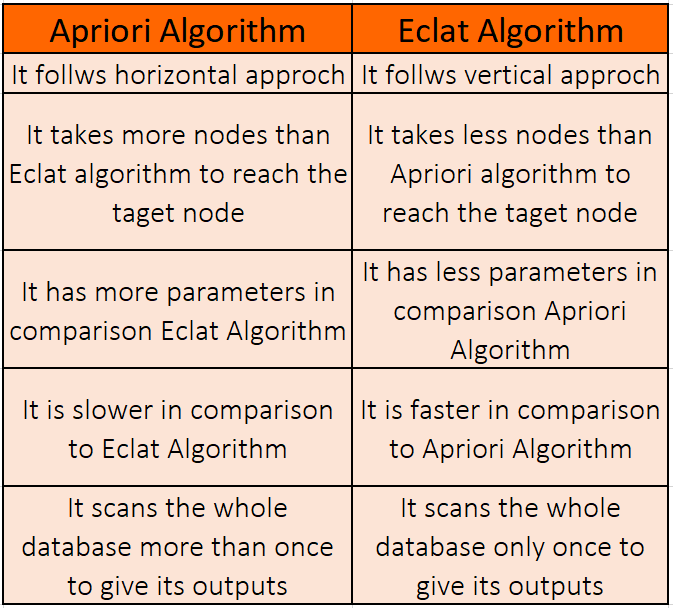 Apriori Algorithm
Eclat Algorithm
It follws horizontal approch
It follws vertical approch
It takes more nodes than
Eclat algorithm to reach the
taget node
It takes less nodes than
Apriori algorithm to
reach the taget node
It has more parameters in
comparison Eclat Algorithm
It has less parameters in
comparison Apriori
Algorithm
It is slower in comparison
to Eclat Algorithm
It is faster in comparison
to Apriori Algorithm
It scans the whole
database more than once
to give its outputs
It scans the whole
database only once to
give its outputs